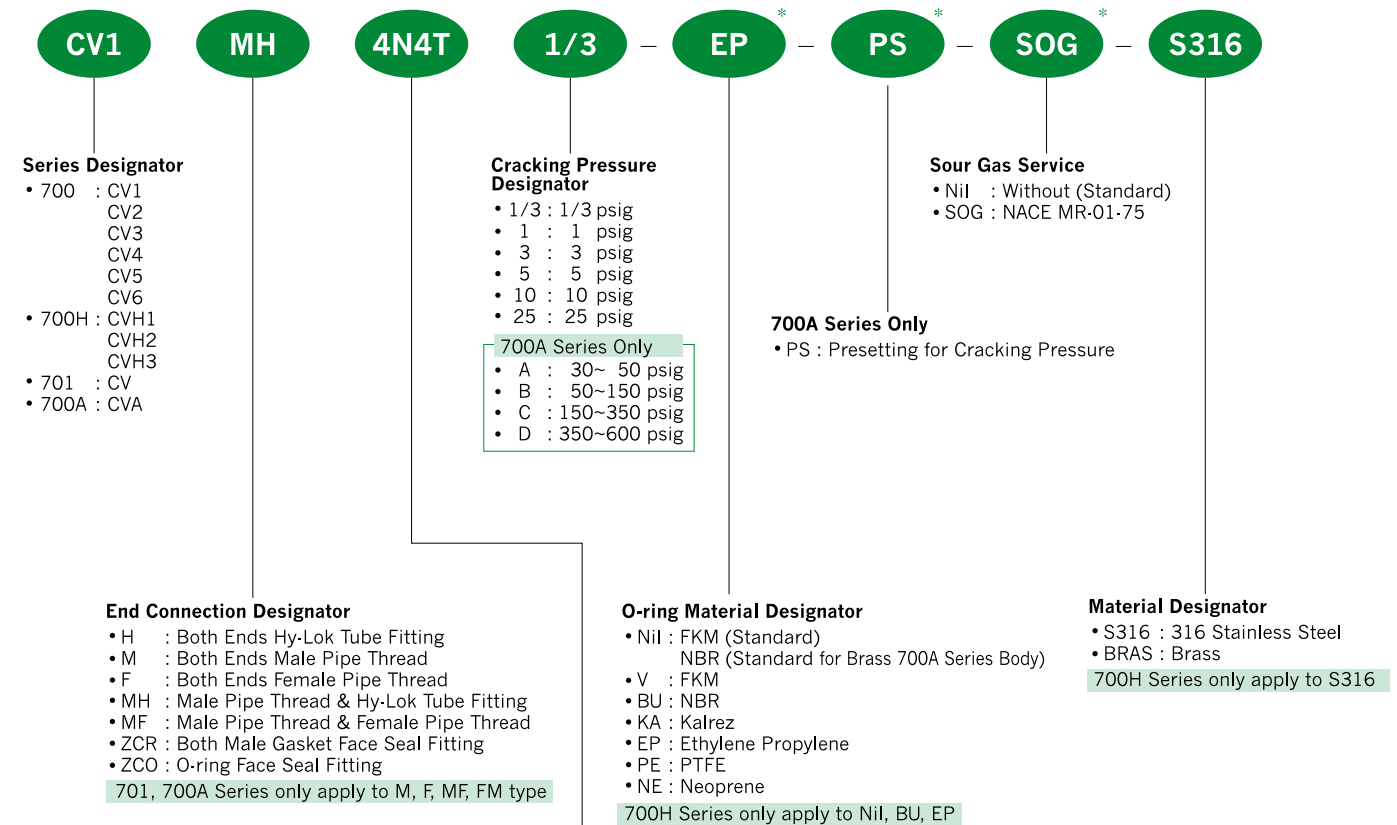 CV1 MH 4N4T 1/3 – EP* – PS* – SOG* – S316
Series Designator
• 700 : CV1
CV2
CV3
CV4
CV5
CV6
• 700H : CVH1
CVH2
CVH3
• 701 : CV
• 700A : CVA
Cracking Pressure
Designator
• 1/3 : 1/3 psig
• 1 : 1 psig
• 3 : 3 psig
• 5 : 5 psig
• 10 : 10 psig
• 25 : 25 psig
700A Series Only
• A : 30~ 50 psig
• B : 50~150 psig
• C : 150~350 psig
• D : 350~600 psig
Sour Gas Service
• Nil : Without (Standard)
• SOG : NACE MR-01-75
700A Series Only
• PS : Presetting for Cracking Pressure
End Connection Designator
• H : Both Ends Hy-Lok Tube Fitting
• M : Both Ends Male Pipe Thread
• F : Both Ends Female Pipe Thread
• MH : Male Pipe Thread & Hy-Lok Tube Fitting
• MF : Male Pipe Thread & Female Pipe Thread
• ZCR : Both Male Gasket Face Seal Fitting
• ZCO : O-ring Face Seal Fitting
701, 700A Series only apply to M, F, MF, FM type
O-ring Material Designator
• Nil : FKM (Standard)
NBR (Standard for Brass 700A Series Body)
• V : FKM
• BU : NBR
• KA : Kalrez
• EP : Ethylene Propylene
• PE : PTFE
• NE : Neoprene
700H Series only apply to Nil, BU, EP
Material Designator
• S316 : 316 Stainless Steel
• BRAS : Brass
700H Series only apply to S316